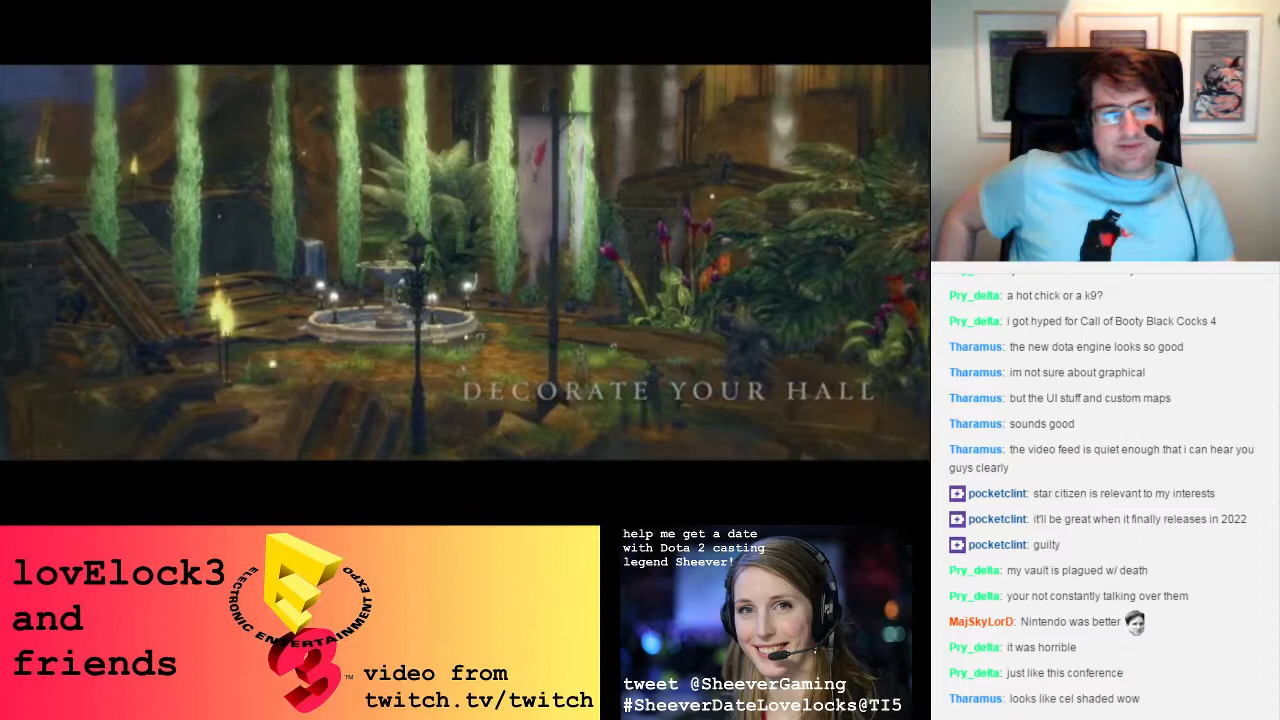 DECORATE YOUR HALL
Pry_delta: a hot chick or a k9?
Pry_delta: i got hyped for Call of Booty Black Cocks 4
Tharamus: the new dota engine looks so good
Tharamus: im not sure about graphical
Tharamus: but the UI stuff and custom maps
Tharamus: sounds good
Tharamus: the video feed is quiet enough that i can hear you
guys clearly
pocketclint: star citizen is relevant to my interests
pocketclint: it'll be great when it finally releases in 2022
pocketclint: guilty
Pry_delta: my vault is plagued w/ death
Pry_delta: your not constantly talking over them
MajSkyLorD: Nintendo was better
Pry_delta: it was horrible
Pry_delta: just like this conference
Tharamus: looks like cel shaded wow
lovElock3
and
friends
E3
ELECTRONIC ENTERTAINMENT EXPO
TM
video from
twitch.tv/twitch
help me get a date
with Dota 2 casting
legend Sheever!
tweet @SheeverGaming
#SheeverDateLovelocks@TI5